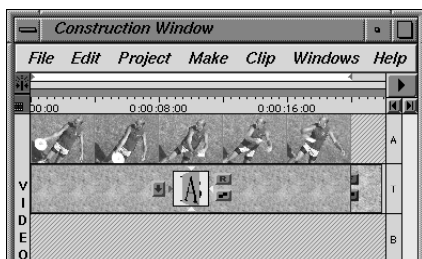 Construction Window
File Edit Project Make Clip Windows Help
00:00 0:00:08:00 0:00:16:00
A
A
R
I
B
VIDEO